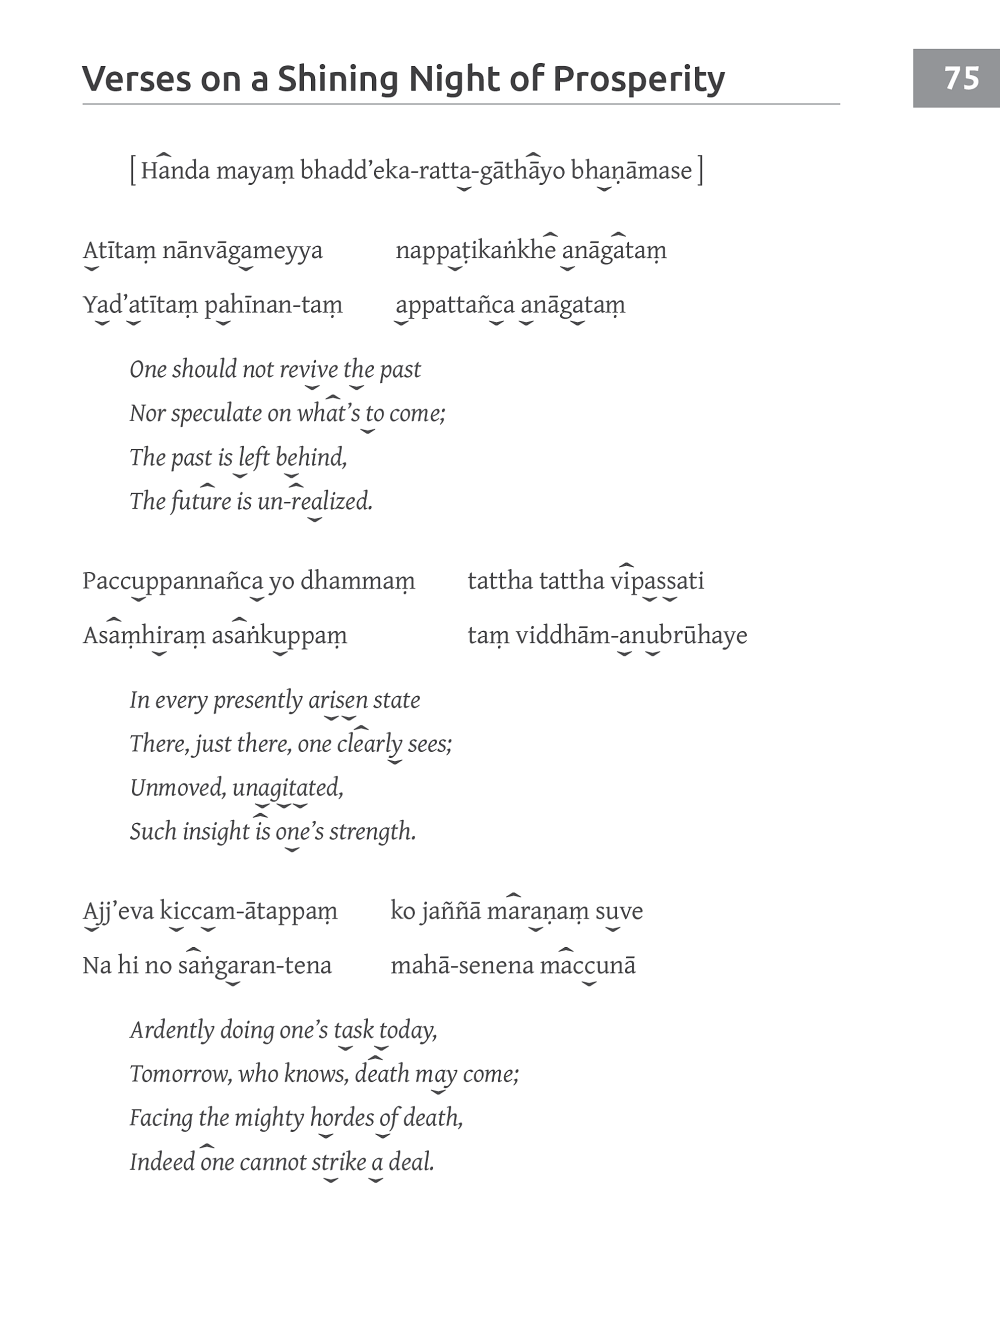 Verses on a Shining Night of Prosperity
75
[ Handa mayaṃ bhadd’eka-ratta-gāthāyo bhaṇāmase ]
Atītaṃ nānvāgameyya nappaṭikaṅkhe anāgataṃ
Yad’atītaṃ pahīnan-taṃ appattañca anāgataṃ
One should not revive the past
Nor speculate on what’s to come;
The past is left behind,
The future is un-realized.
Paccuppannañca yo dhammaṃ tattha tattha vipassati
Asaṃhiraṃ asaṅkuppaṃ taṃ viddhām-anubrūhaye
In every presently arisen state
There, just there, one clearly sees;
Unmoved, unagitated,
Such insight is one’s strength.
Ajj’eva kiccam-ātappaṃ ko jaññā maraṇaṃ suve
Na hi no saṅgaran-tena mahā-senena maccunā
Ardently doing one’s task today,
Tomorrow, who knows, death may come;
Facing the mighty hordes of death,
Indeed one cannot strike a deal.